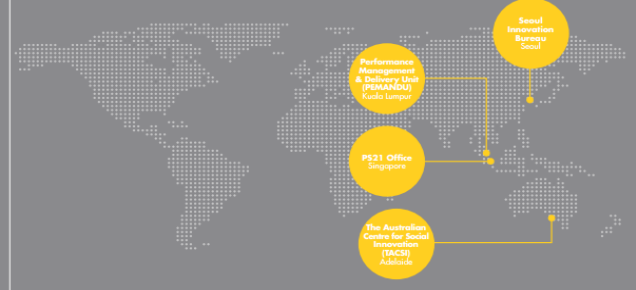 Seoul
Innovation
Bureau
Seoul
Performance
Management
& Delivery Unit
(PEMANDU)
Kuala Lumpur
PS21 Office
Singapore
The Australian
Centre for Social
Innovation
(TACSI)
Adelaide